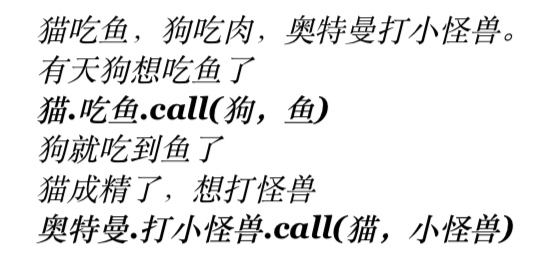 猫吃鱼，狗吃肉，奥特曼打小怪兽。
有天狗想吃鱼了
猫.吃鱼.call(狗，鱼)
狗就吃到鱼了
猫成精了，想打怪兽
奥特曼.打小怪兽.call(猫，小怪兽)